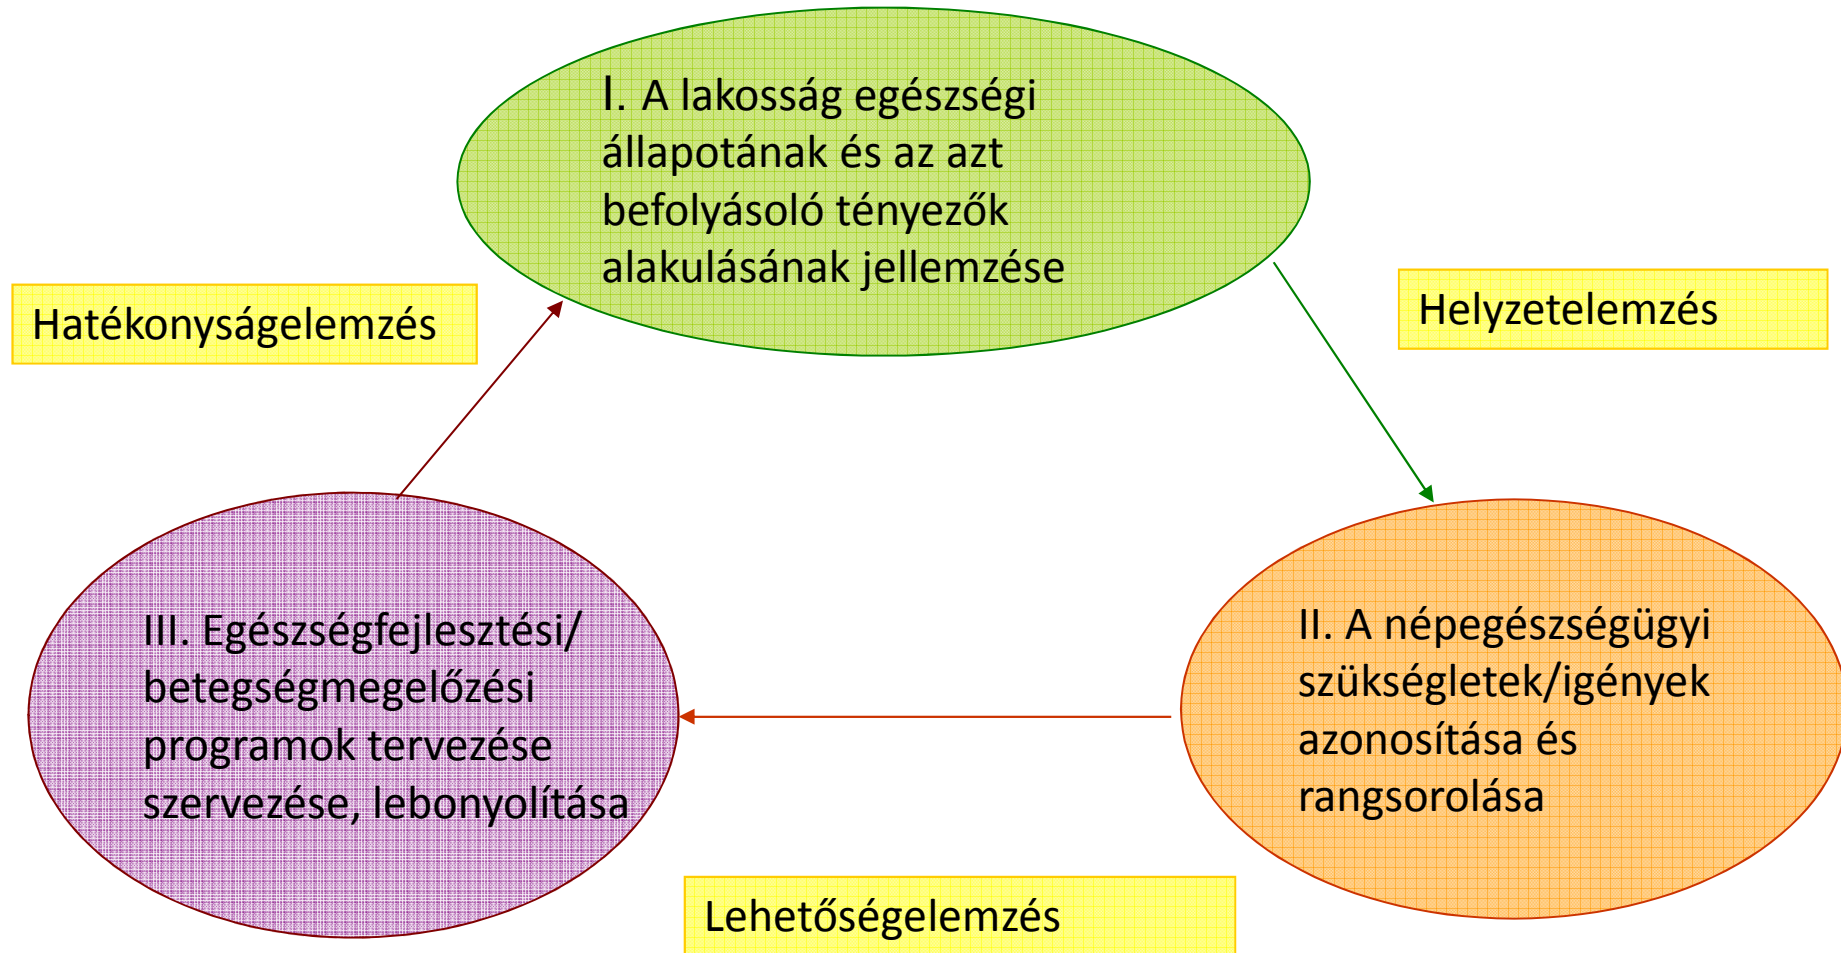 I. A lakosság egészségi
állapotának és az azt
befolyásoló tényezők
alakulásának jellemzése
Hatékonyságelemzés
Helyzetelemzés
III. Egészségfejlesztési/
betegségmegelőzési
programok tervezése
szervezése, lebonyolítása
II. A népegészségügyi
szükségletek/igények
azonosítása és
rangsorolása
Lehetőségelemzés